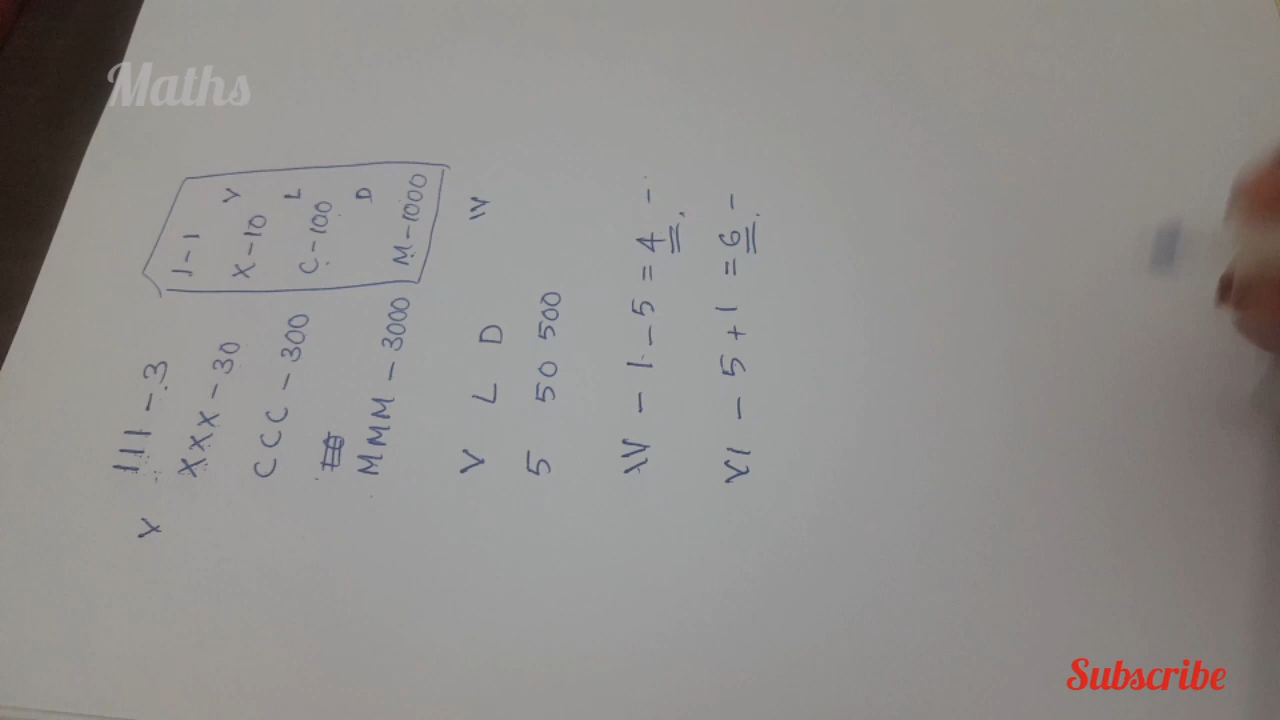 Maths
I - 1
V
X - 10
L
C - 100
D
M - 1000
V III - 3
XXX - 30
CCC - 300
MMM - 3000
IV
V L D
5 50 500
IV - 1 - 5 = 4 -
VI - 5 + 1 = 6 -
Subscribe